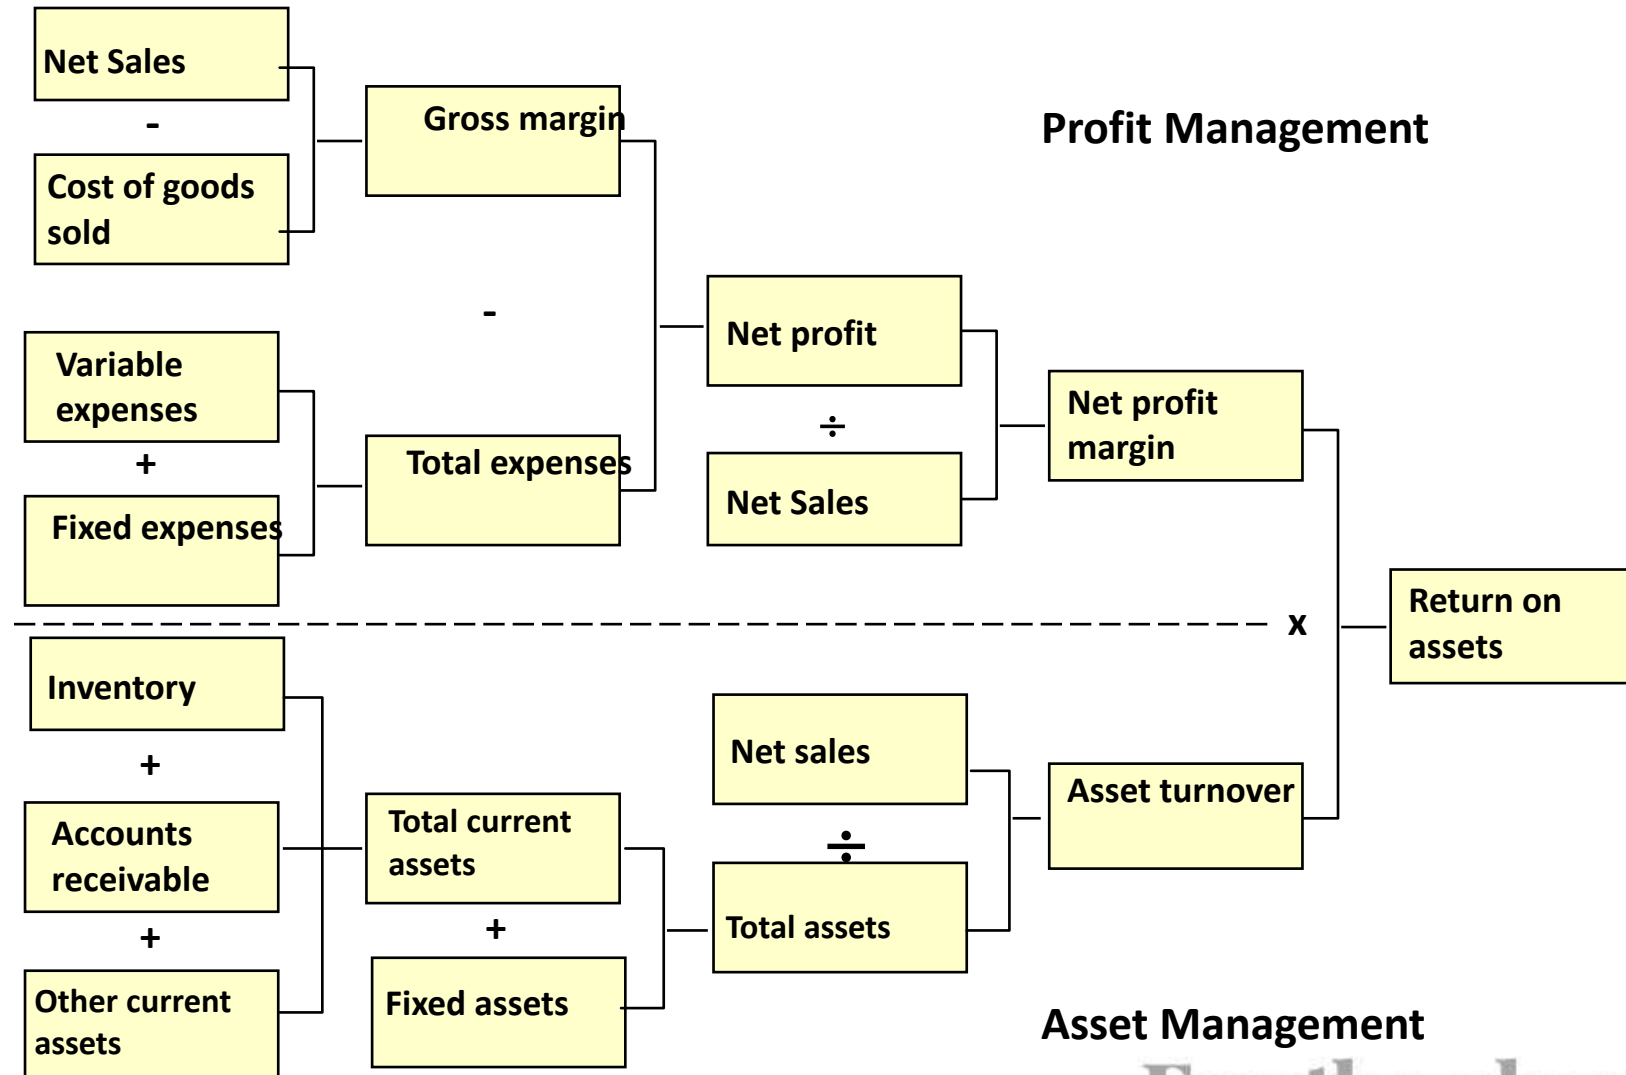 Net Sales
-
Cost of goods
sold
Gross margin
Profit Management
-
Variable
expenses
+
Fixed expenses
Total expenses
Net profit
÷
Net Sales
Net profit
margin
x
Return on
assets
Inventory
+
Accounts
receivable
+
Other current
assets
Total current
assets
+
Fixed assets
Net sales
÷
Total assets
Asset turnover
Asset Management